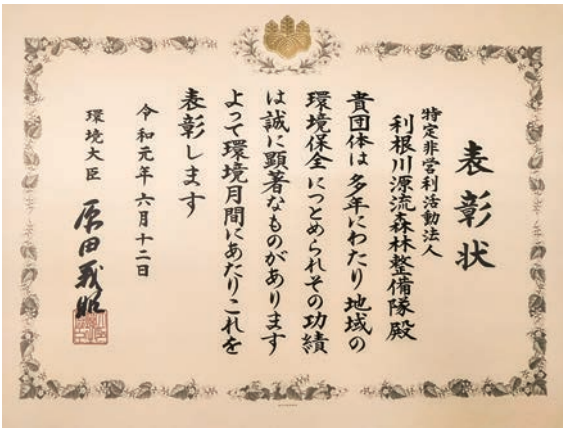 表彰状
特定非営利活動法人
利根川源流森林整備隊殿
貴団体は多年にわたり地域の
環境保全につとめられその功績
は誠に顕著なものがあります
よって環境月間にあたりこれを
表彰します
令和元年六月十二日
環境大臣 原田義昭